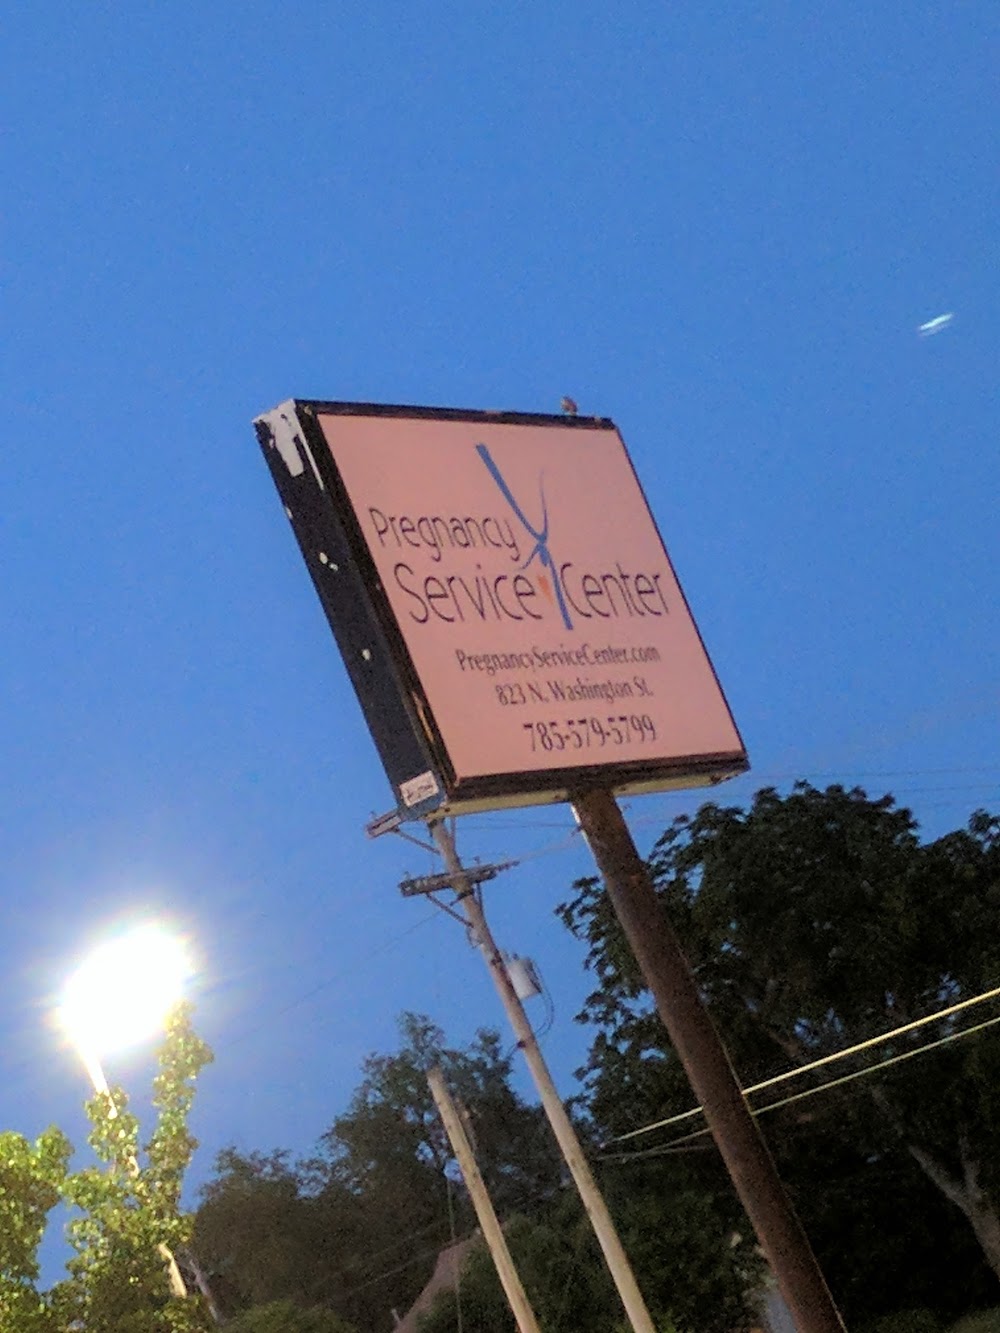 Pregnancy
Service Center
PregnancyServiceCenter.com
823 N. Washington St.
785-579-5799